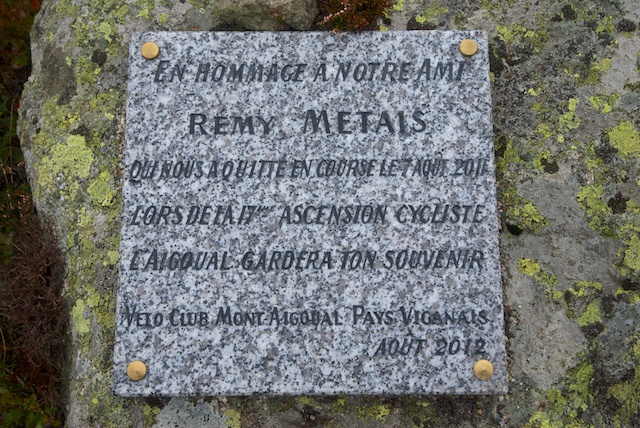 EN HOMMAGE A NOTRE AMI
REMY METAIS
QUI NOUS A QUITTÉ EN COURSE LE 7 AOUT 2011
LORS DE LA 17ème ASCENSION CYCLISTE
L'AIGOUAL GARDERA TON SOUVENIR
VELO CLUB MONT AIGOUAL PAYS VIGANAIS
AOÛT 2012